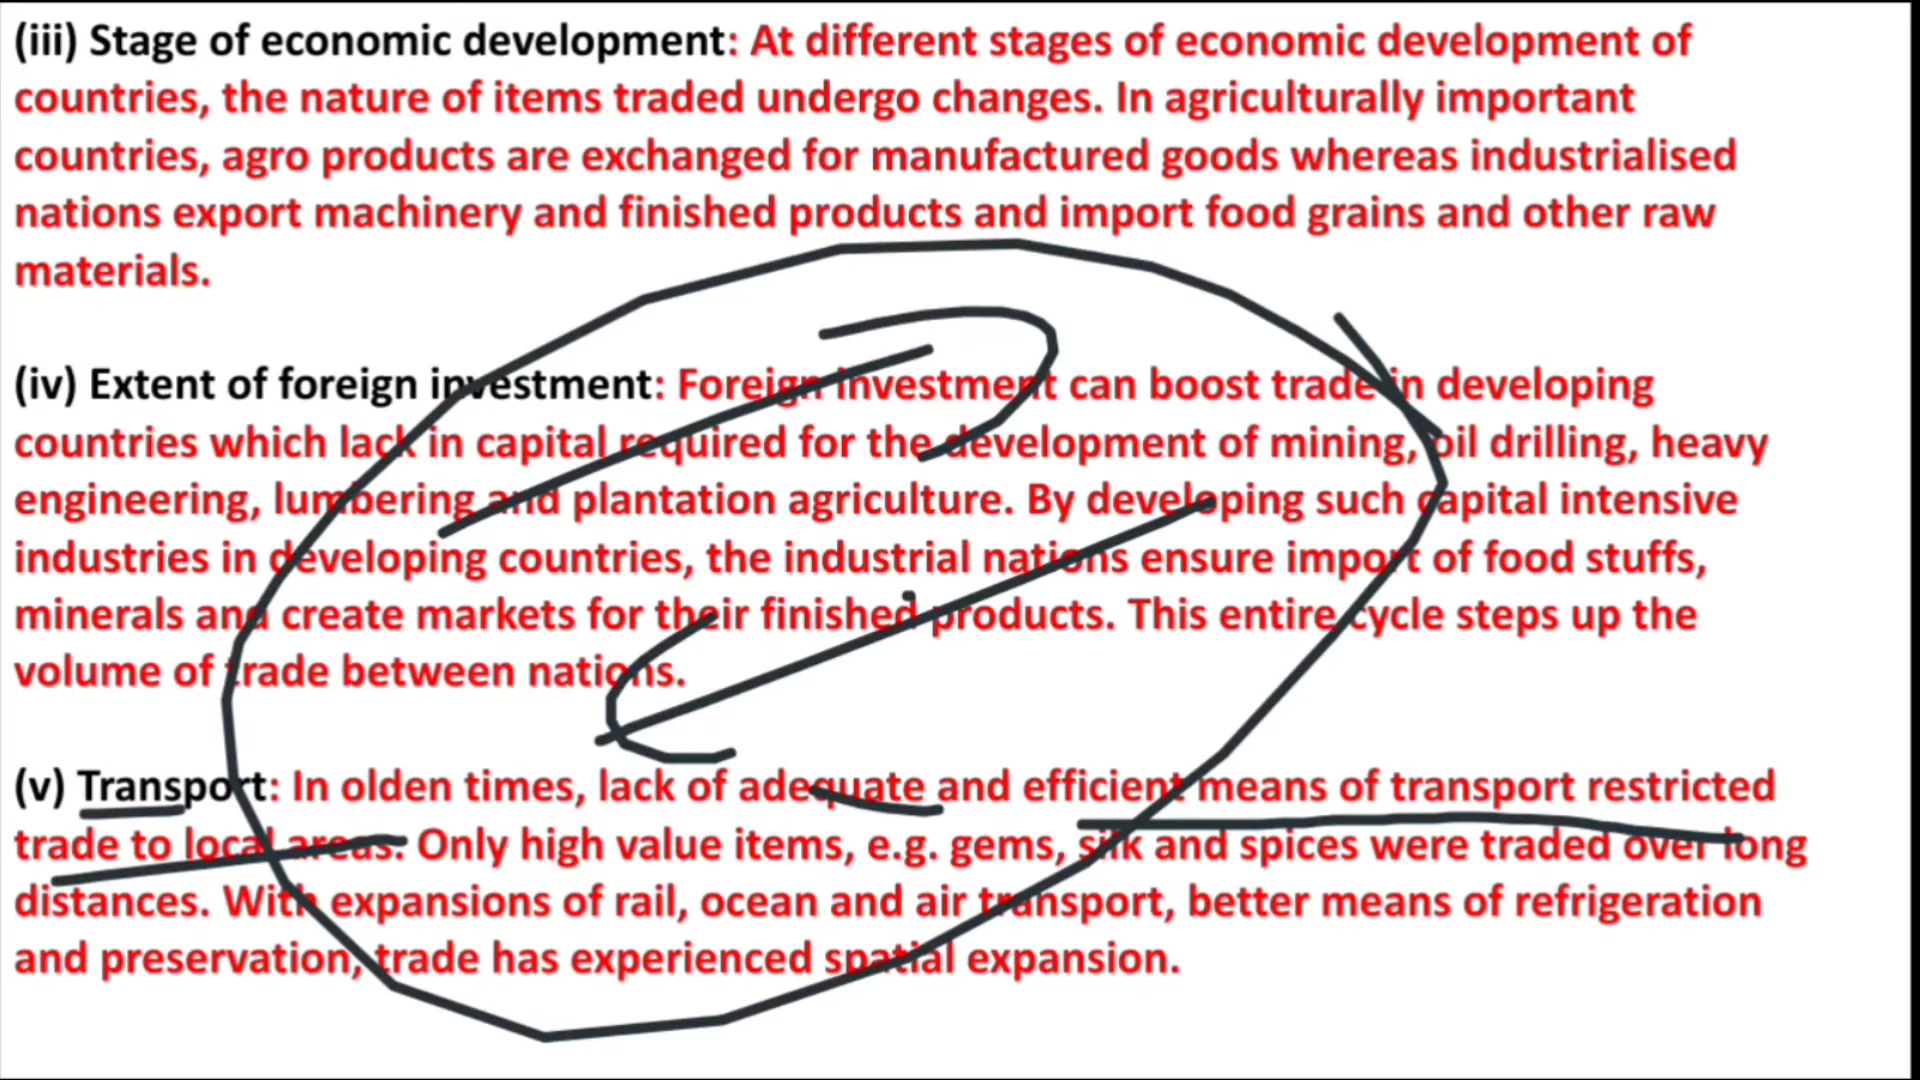 (iii) Stage of economic development: At different stages of economic development of
countries, the nature of items traded undergo changes. In agriculturally important
countries, agro products are exchanged for manufactured goods whereas industrialised
nations export machinery and finished products and import food grains and other raw
materials.
(iv) Extent of foreign investment: Foreign investment can boost trade in developing
countries which lack in capital required for the development of mining, oil drilling, heavy
engineering, lumbering and plantation agriculture. By developing such capital intensive
industries in developing countries, the industrial nations ensure import of food stuffs,
minerals and create markets for their finished products. This entire cycle steps up the
volume of trade between nations.
(v) Transport: In olden times, lack of adequate and efficient means of transport restricted
trade to local areas. Only high value items, e.g. gems, silk and spices were traded over long
distances. With expansions of rail, ocean and air transport, better means of refrigeration
and preservation, trade has experienced spatial expansion.